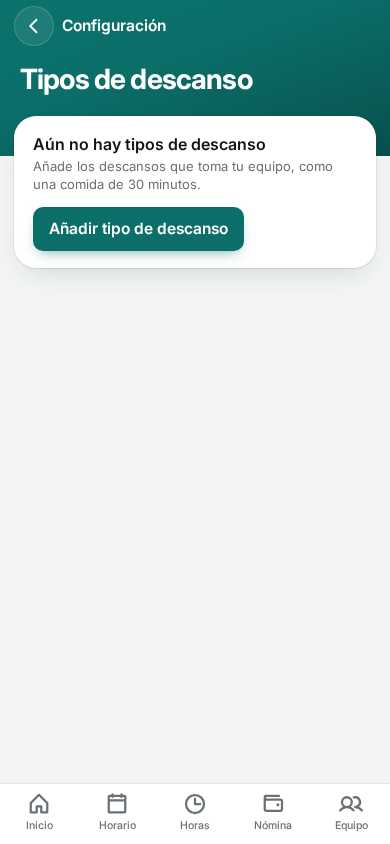 Configuración
Tipos de descanso
Aún no hay tipos de descanso
Añade los descansos que toma tu equipo, como
una comida de 30 minutos.
Añadir tipo de descanso
Inicio
Horario
Horas
Nómina
Equipo